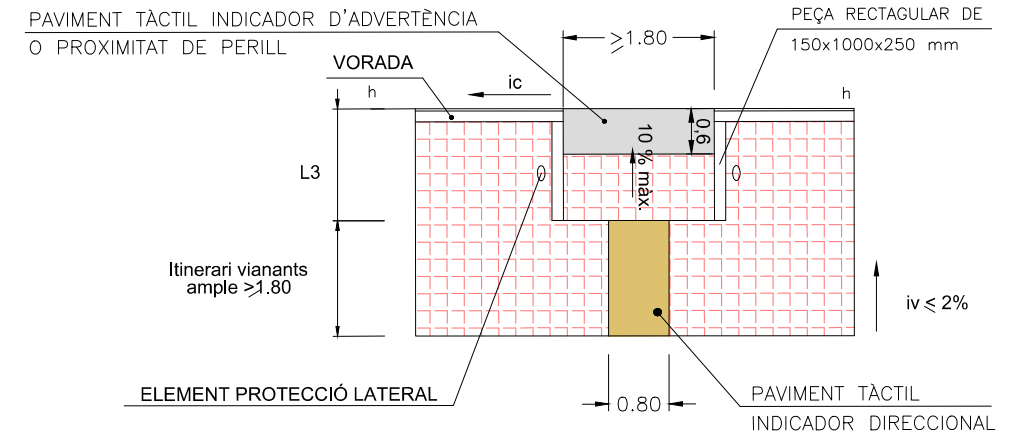 PAVIMENT TÀCTIL INDICADOR D'ADVERTÈNCIA
O PROXIMITAT DE PERILL
≥1.80
PEÇA RECTAGULAR DE
150x1000x250 mm
VORADA
h
ic
h
0,6
10 % màx.
L3
Itinerari vianants
ample ≥1.80
iv ≤ 2%
ELEMENT PROTECCIÓ LATERAL
0.80
PAVIMENT TÀCTIL
INDICADOR DIRECCIONAL